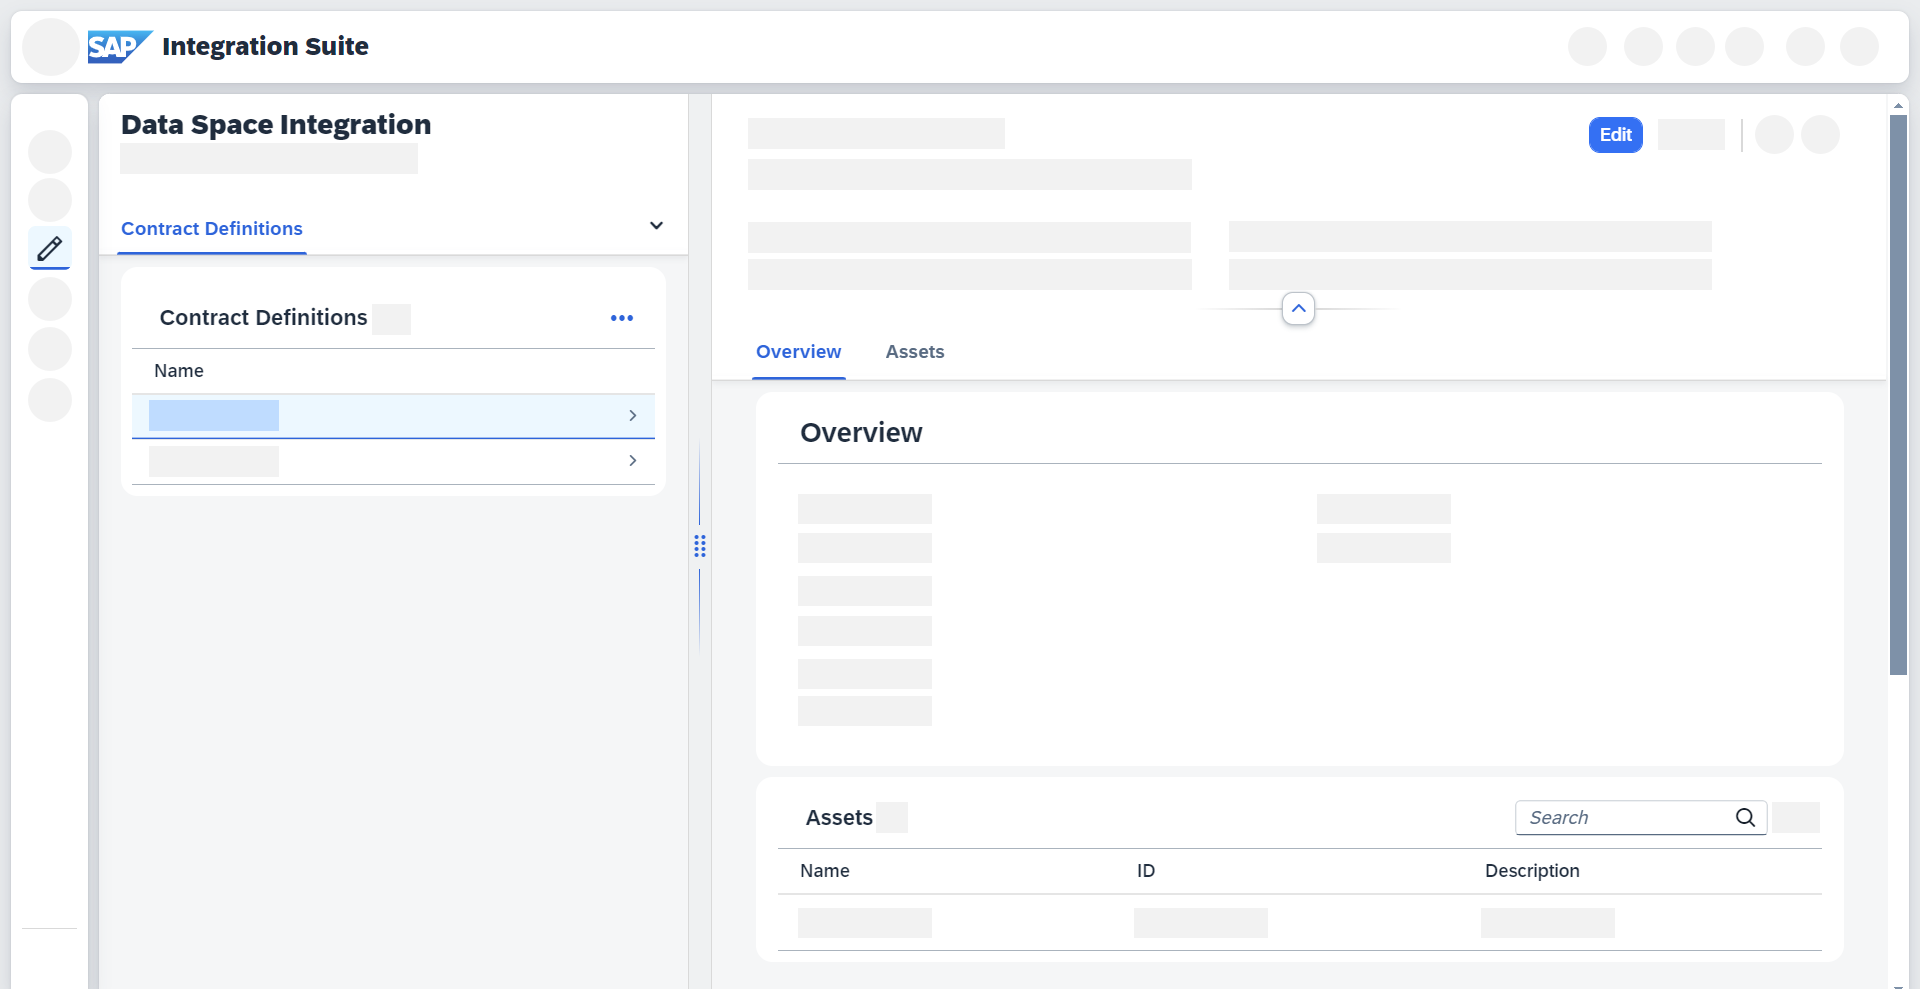 SAP Integration Suite
Data Space Integration
Contract Definitions
Contract Definitions
Name
Edit
Overview
Assets
Overview
Assets
Search
Name
ID
Description